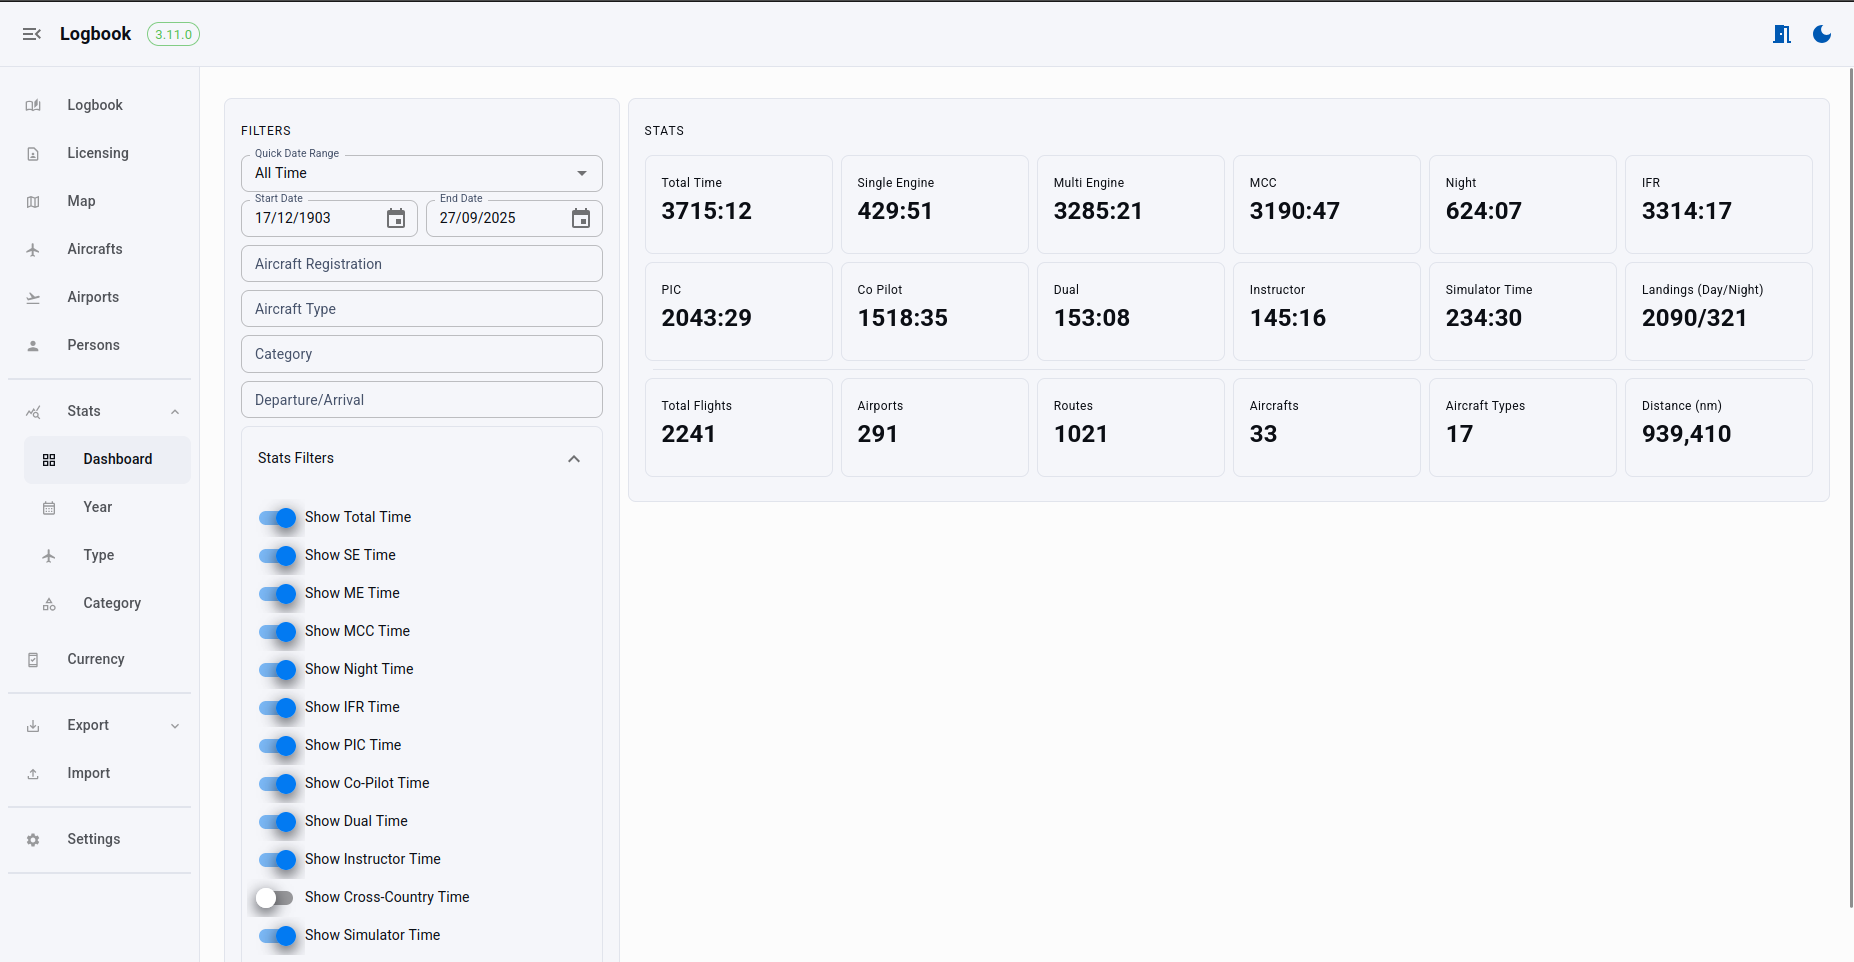 Logbook 3.11.0
Logbook
Licensing
Map
Aircrafts
Airports
Persons
Stats
Dashboard
Year
Type
Category
Currency
Export
Import
Settings
FILTERS
Quick Date Range
All Time
Start Date End Date
17/12/1903 27/09/2025
Aircraft Registration
Aircraft Type
Category
Departure/Arrival
Stats Filters
Show Total Time
Show SE Time
Show ME Time
Show MCC Time
Show Night Time
Show IFR Time
Show PIC Time
Show Co-Pilot Time
Show Dual Time
Show Instructor Time
Show Cross-Country Time
Show Simulator Time
STATS
Total Time Single Engine Multi Engine MCC Night IFR
3715:12 429:51 3285:21 3190:47 624:07 3314:17
PIC Co Pilot Dual Instructor Simulator Time Landings (Day/Night)
2043:29 1518:35 153:08 145:16 234:30 2090/321
Total Flights Airports Routes Aircrafts Aircraft Types Distance (nm)
2241 291 1021 33 17 939,410